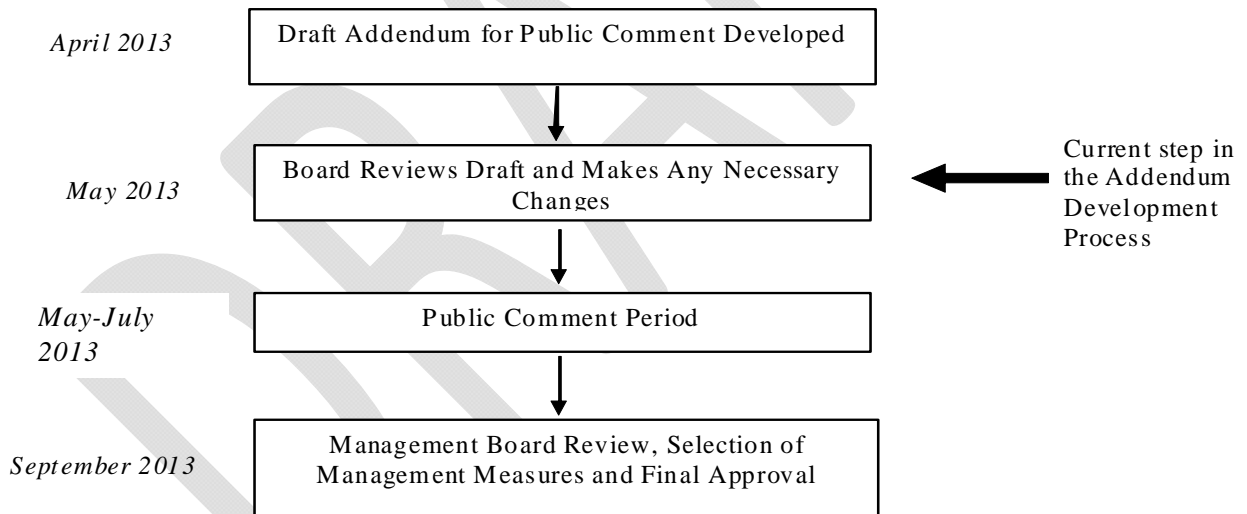 April 2013
Draft Addendum for Public Comment Developed
May 2013
Board Reviews Draft and Makes Any Necessary
Changes
Current step in
the Addendum
Development
Process
May-July
2013
Public Comment Period
September 2013
Management Board Review, Selection of
Management Measures and Final Approval